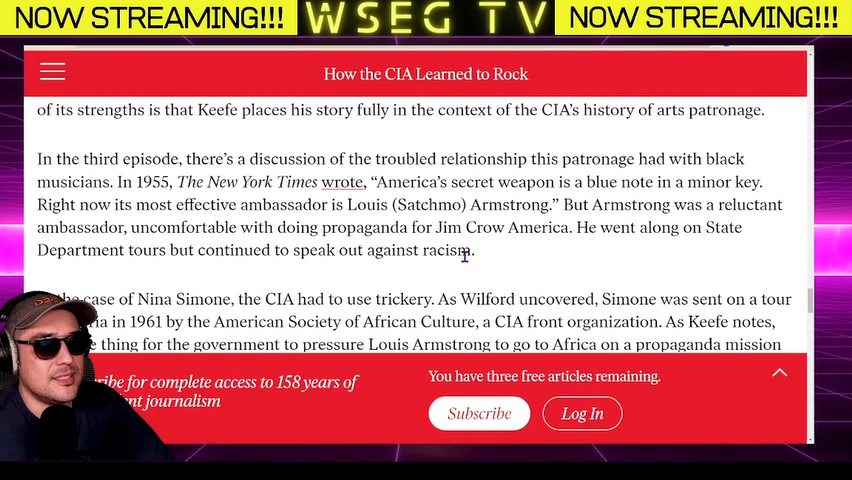 NOW STREAMING!!! WSEG TV NOW STREAMING!!!
How the CIA Learned to Rock
of its strengths is that Keefe places his story fully in the context of the CIA's history of arts patronage.
In the third episode, there's a discussion of the troubled relationship this patronage had with black
musicians. In 1955, The New York Times wrote, “America's secret weapon is a blue note in a minor key.
Right now its most effective ambassador is Louis (Satchmo) Armstrong.” But Armstrong was a reluctant
ambassador, uncomfortable with doing propaganda for Jim Crow America. He went along on State
Department tours but continued to speak out against racism.
the case of Nina Simone, the CIA had to use trickery. As Wilford uncovered, Simone was sent on a tour
in 1961 by the American Society of African Culture, a CIA front organization. As Keefe notes,
thing for the government to pressure Louis Armstrong to go to Africa on a propaganda mission
for complete access to 158 years of
journalism
You have three free articles remaining.
Subscribe
Log In